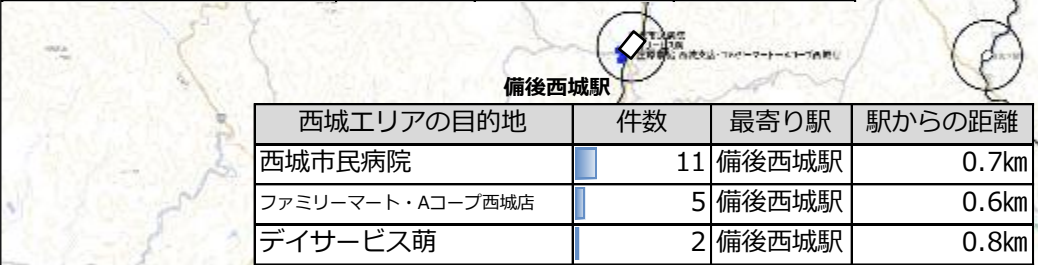 備後西城駅
西城エリアの目的地 件数 最寄り駅 駅からの距離
西城市民病院 11 備後西城駅 0.7km
ファミリーマート・Aコープ西城店 5 備後西城駅 0.6km
デイサービス萌 2 備後西城駅 0.8km